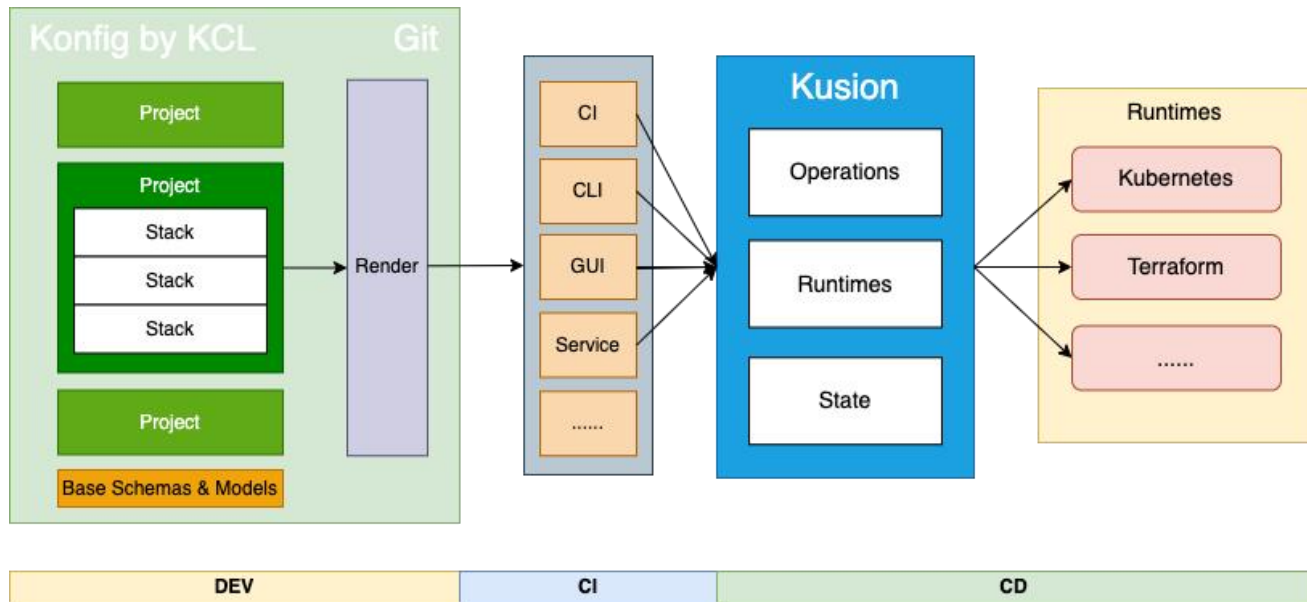 Konfig by KCL
Git
Project
Project
Stack
Stack
Stack
Project
Base Schemas & Models
Render
CI
CLI
GUI
Service
......
Kusion
Operations
Runtimes
State
Runtimes
Kubernetes
Terraform
......
DEV
CI
CD